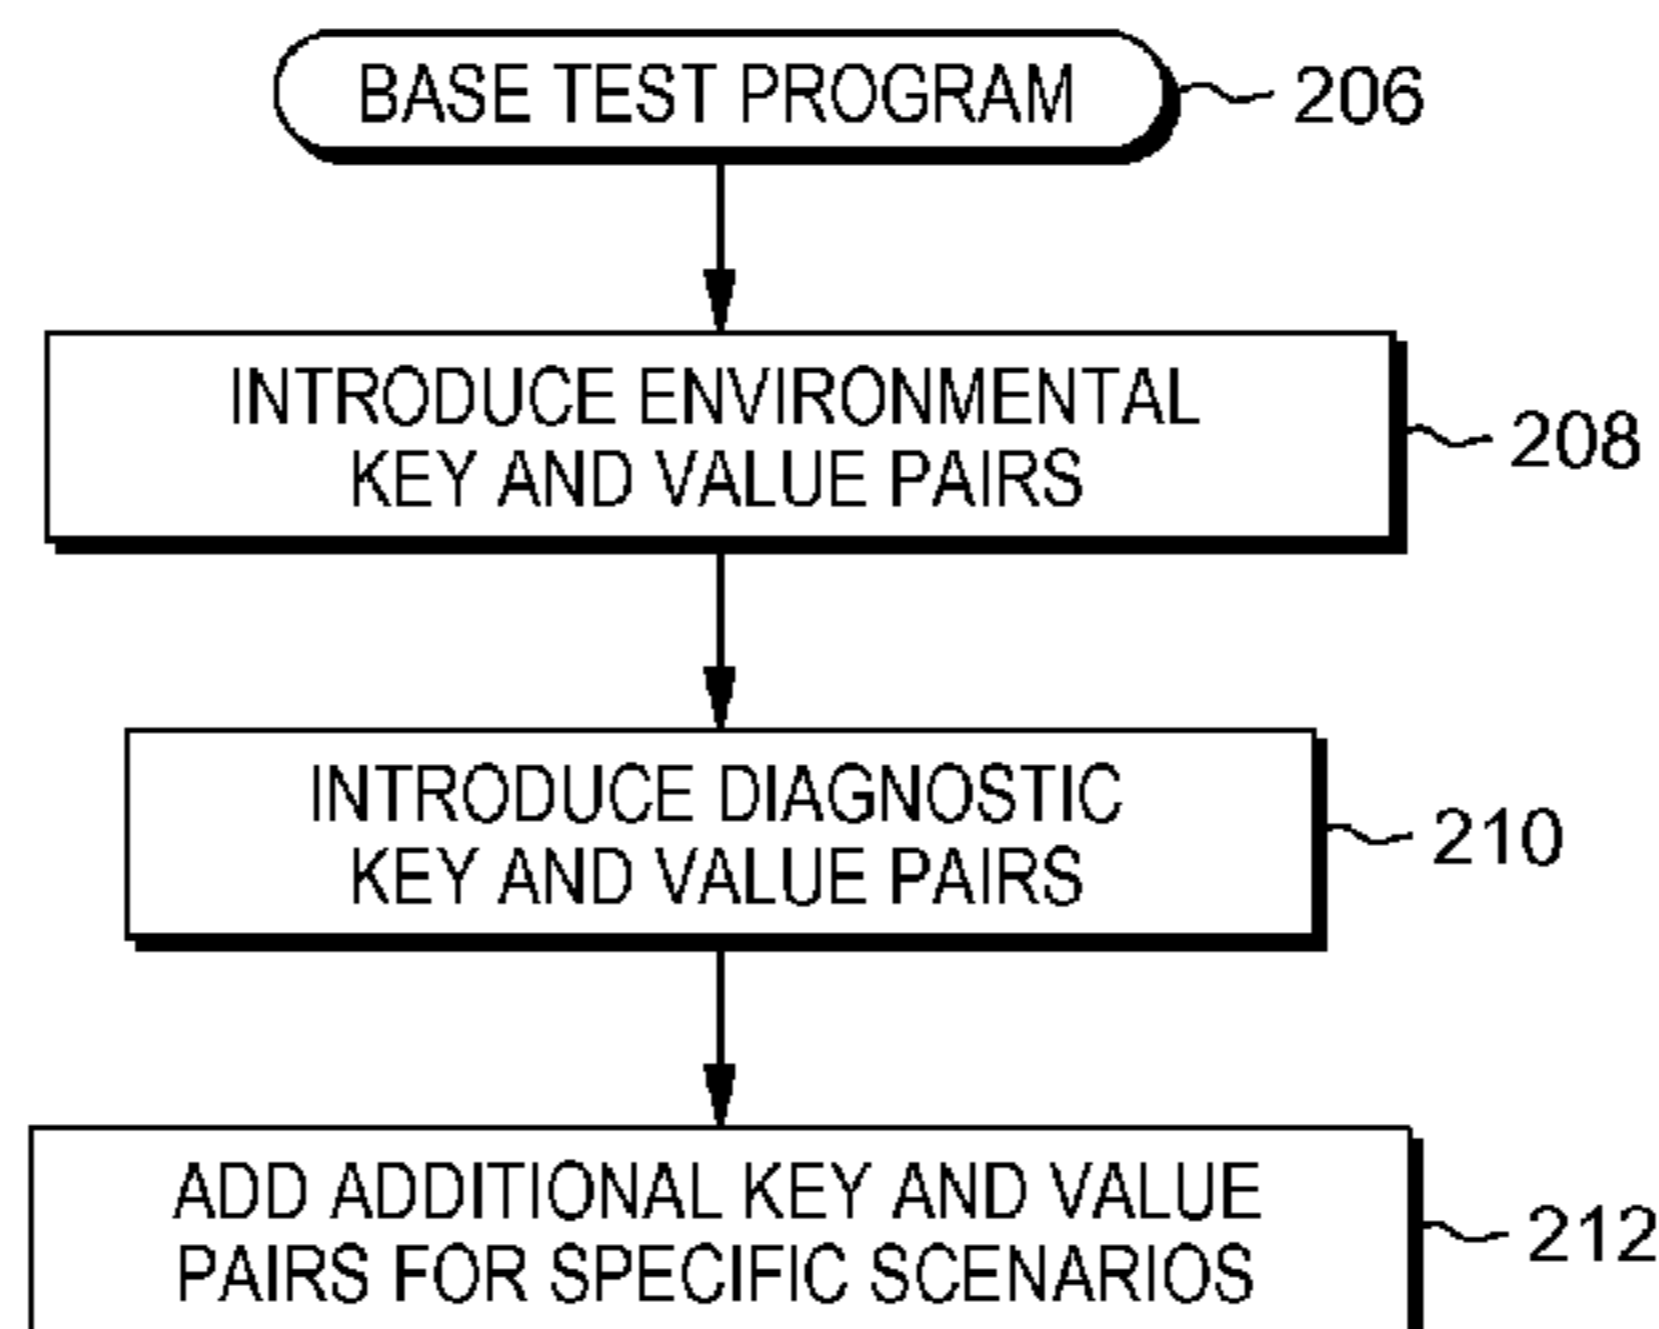 BASE TEST PROGRAM
206
INTRODUCE ENVIRONMENTAL
KEY AND VALUE PAIRS
208
INTRODUCE DIAGNOSTIC
KEY AND VALUE PAIRS
210
ADD ADDITIONAL KEY AND VALUE
PAIRS FOR SPECIFIC SCENARIOS
212